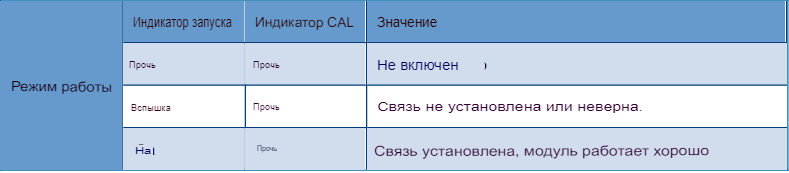 Индикатор запуска Индикатор CAL Значение
Прочь Прочь Не включен
Режим работы
Вспышка Прочь Связь не установлена или неверна.
На Прочь Связь установлена, модуль работает хорошо